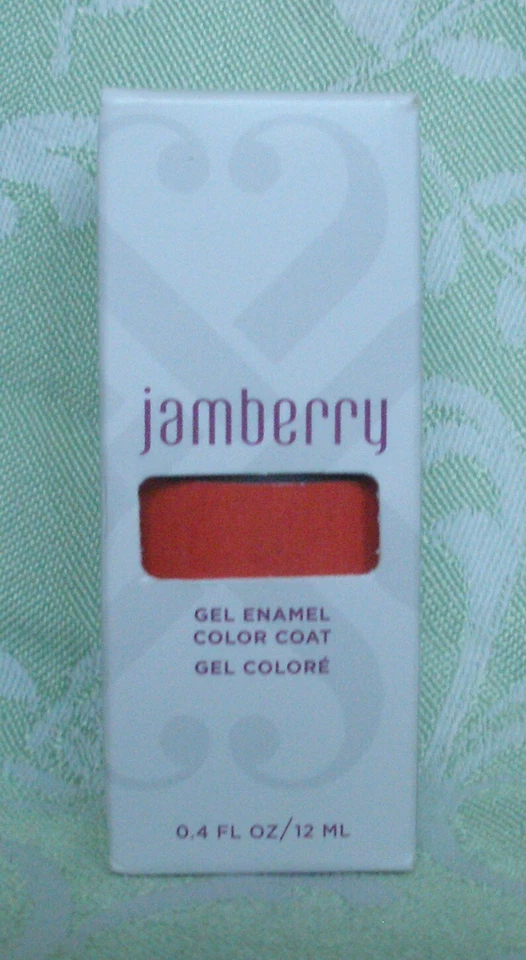 jamberry
GEL ENAMEL
COLOR COAT
GEL COLORÉ
0.4 FL OZ/12 ML